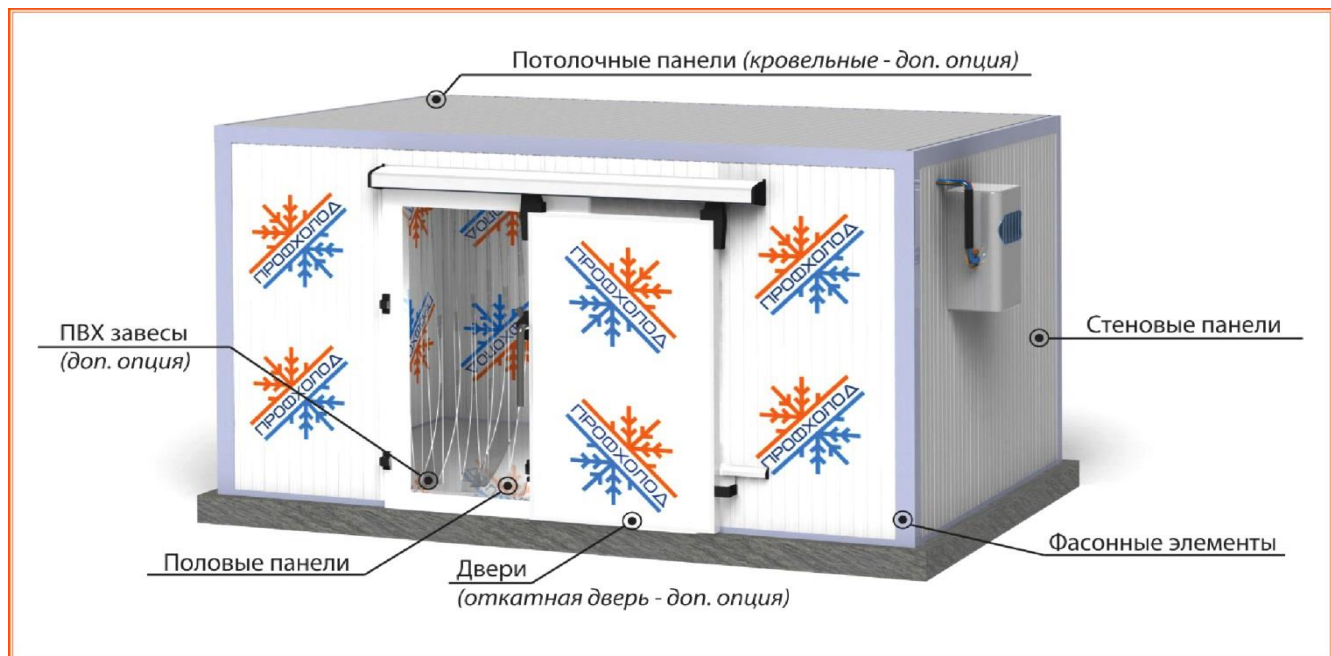 Потолочные панели (кровельные - доп. опция)
ПРОФХОЛОД
ПРОФХОЛОД
ПРОФХОЛОД
ПВХ завесы
(доп. опция)
Стеновые панели
ПРОФХОЛОД
ПРОФХОЛОД
ПРОФХОЛОД
Половые панели
Двери
(откатная дверь - доп. опция)
Фасонные элементы